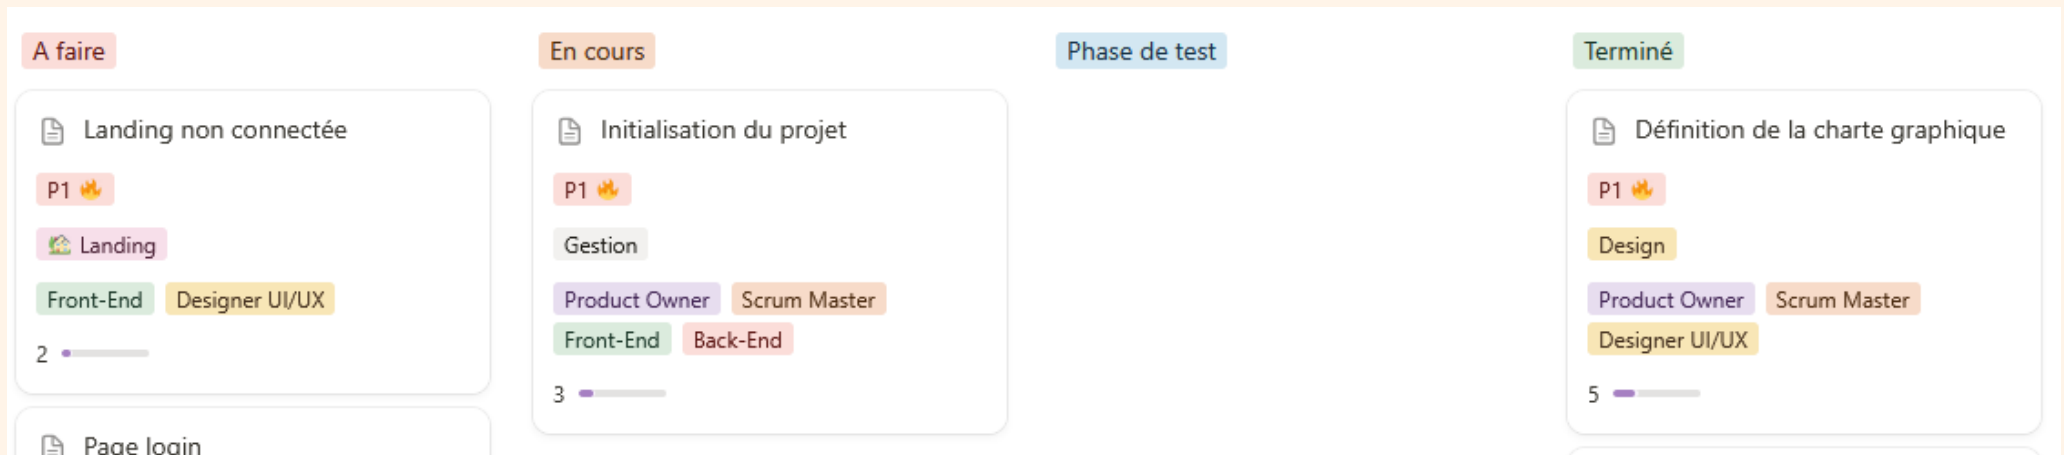 A faire
Landing non connectée
P1 🔥
🏡 Landing
Front-End Designer UI/UX
2
Page login
En cours
Initialisation du projet
P1 🔥
Gestion
Product Owner Scrum Master
Front-End Back-End
3
Phase de test
Terminé
Définition de la charte graphique
P1 🔥
Design
Product Owner Scrum Master
Designer UI/UX
5